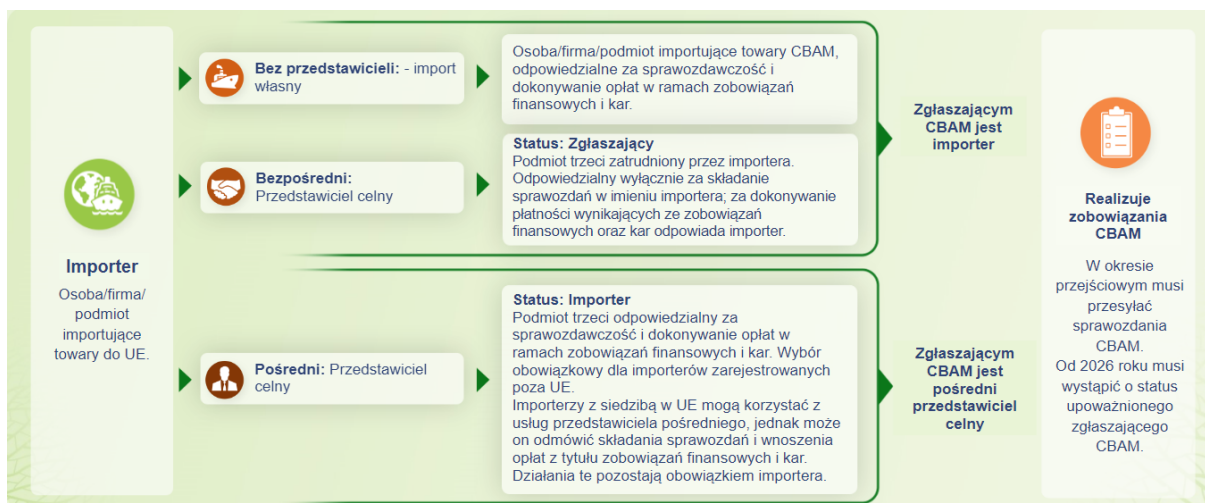 Importer
Osoba/firma/
podmiot
importujące
towary do UE.
Bez przedstawicieli: - import
własny
Osoba/firma/podmiot importujące towary CBAM,
odpowiedzialne za sprawozdawczość i
dokonywanie opłat w ramach zobowiązań
finansowych i kar.
Bezpośredni:
Przedstawiciel celny
Status: Zgłaszający
Podmiot trzeci zatrudniony przez importera.
Odpowiedzialny wyłącznie za składanie
sprawozdań w imieniu importera; za dokonywanie
płatności wynikających ze zobowiązań
finansowych oraz kar odpowiada importer.
Zgłaszającym
CBAM jest
importer
Pośredni: Przedstawiciel
celny
Status: Importer
Podmiot trzeci odpowiedzialny za
sprawozdawczość i dokonywanie opłat w
ramach zobowiązań finansowych i kar. Wybór
obowiązkowy dla importerów zarejestrowanych
poza UE.
Importerzy z siedzibą w UE mogą korzystać z
usług przedstawiciela pośredniego, jednak może
on odmówić składania sprawozdań i wnoszenia
opłat z tytułu zobowiązań finansowych i kar.
Działania te pozostają obowiązkiem importera.
Zgłaszającym
CBAM jest
pośredni
przedstawiciel
celny
Realizuje
zobowiązania
CBAM
W okresie
przejściowym musi
przesyłać
sprawozdania
CBAM.
Od 2026 roku musi
wystąpić o status
upoważnionego
zgłaszającego
CBAM.